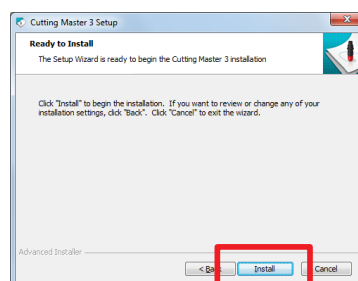 Cutting Master 3 Setup
Ready to Install
The Setup Wizard is ready to begin the Cutting Master 3 installation
Click "Install" to begin the installation. If you want to review or change any of your
installation settings, click "Back". Click "Cancel" to exit the wizard.
Advanced Installer
Install Cancel